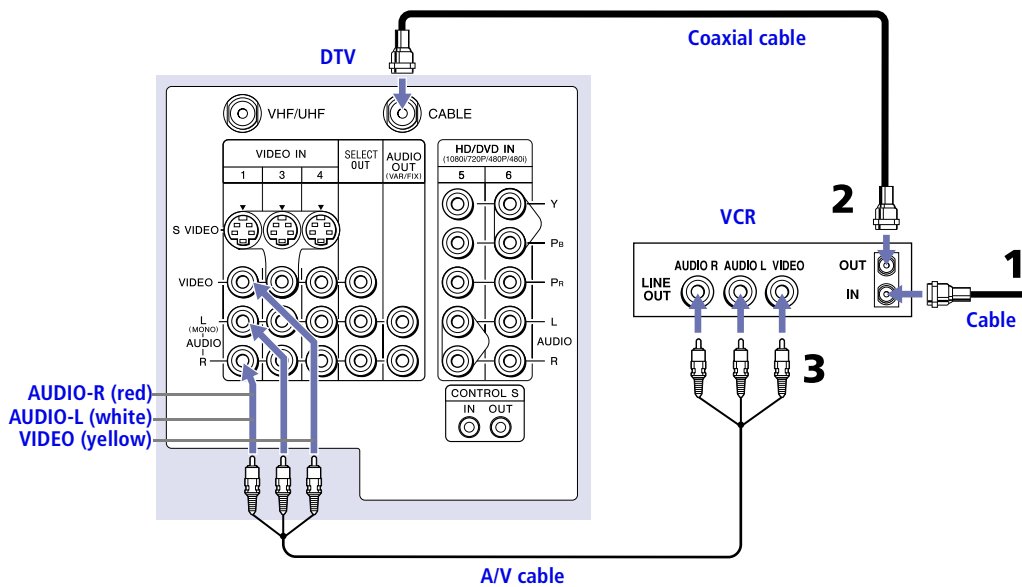 Coaxial cable
DTV
VHF/UHF
CABLE
VIDEO IN
1 3 4
SELECT OUT
AUDIO OUT
(VAR/FIX)
HD/DVD IN
(1080i/720P/480P/480i)
5 6
S VIDEO
VIDEO
L
(MONO)
AUDIO
R
Y
PB
PR
L
AUDIO
R
CONTROL S
IN OUT
2
VCR
1
AUDIO R AUDIO L VIDEO
LINE OUT
OUT
IN
Cable
3
AUDIO-R (red)
AUDIO-L (white)
VIDEO (yellow)
A/V cable